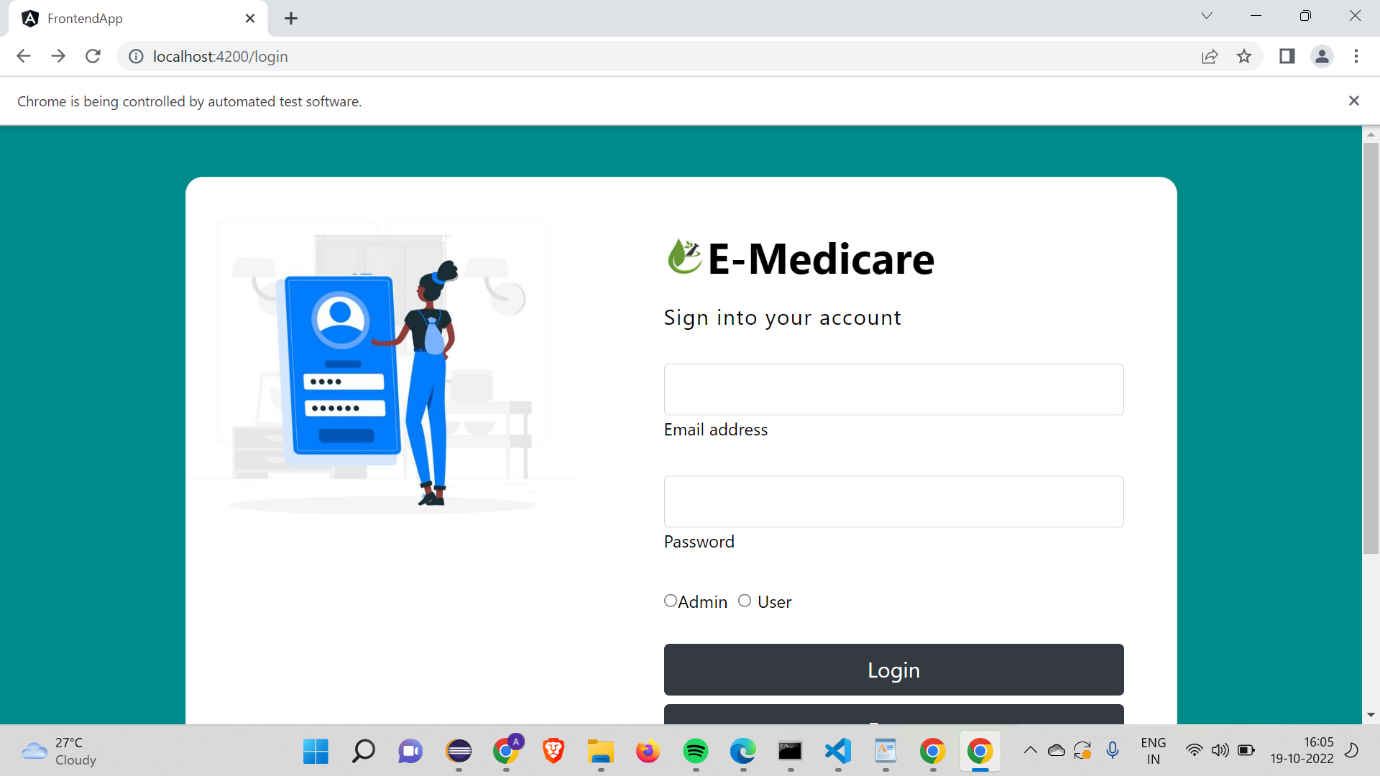 FrontendApp
localhost:4200/login
Chrome is being controlled by automated test software.
E-Medicare
Sign into your account
Email address
Password
Admin User
Login
27°C
Cloudy
A
ENG
IN
16:05
19-10-2022